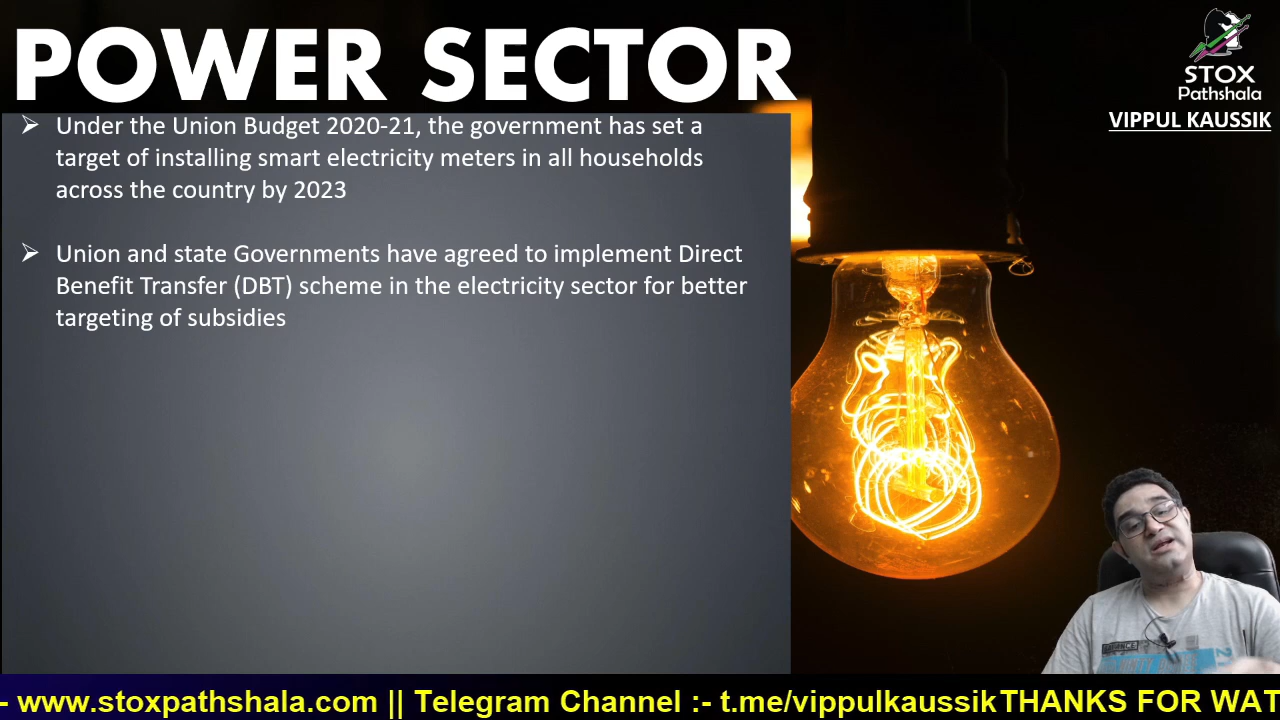 POWER SECTOR
STOX
Pathshala
VIPPUL KAUSSIK
➢ Under the Union Budget 2020-21, the government has set a
target of installing smart electricity meters in all households
across the country by 2023
➢ Union and state Governments have agreed to implement Direct
Benefit Transfer (DBT) scheme in the electricity sector for better
targeting of subsidies
- www.stoxpathshala.com || Telegram Channel :- t.me/vippulkaussikTHANKS FOR WAT